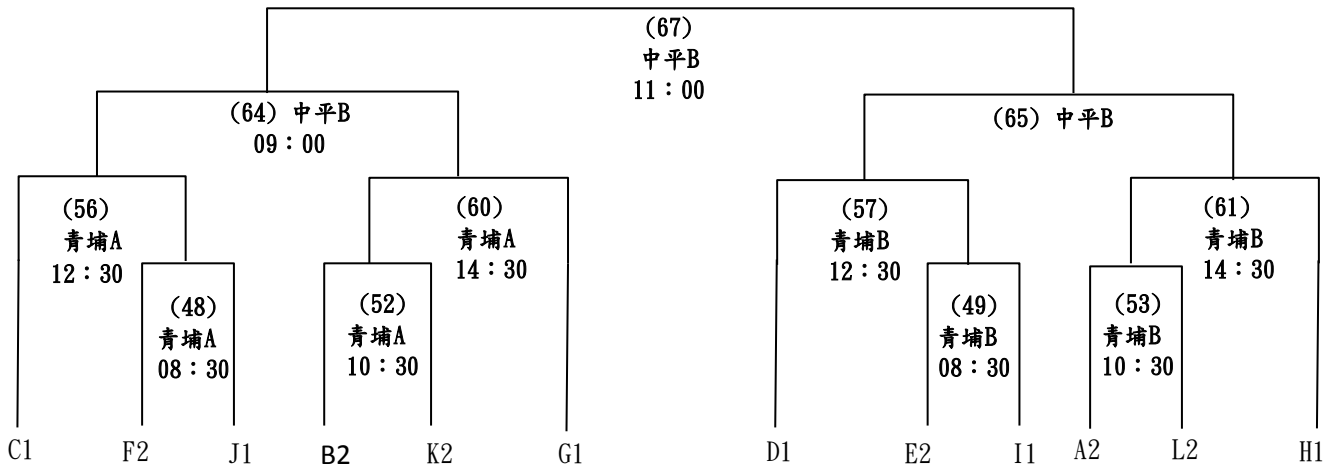 (67)
中平B
11：00
(64) 中平B
09：00
(65) 中平B
(56)
青埔A
12：30
(60)
青埔A
14：30
(57)
青埔B
12：30
(61)
青埔B
14：30
(48)
青埔A
08：30
(52)
青埔A
10：30
(49)
青埔B
08：30
(53)
青埔B
10：30
C1 F2 J1 B2 K2 G1 D1 E2 I1 A2 L2 H1